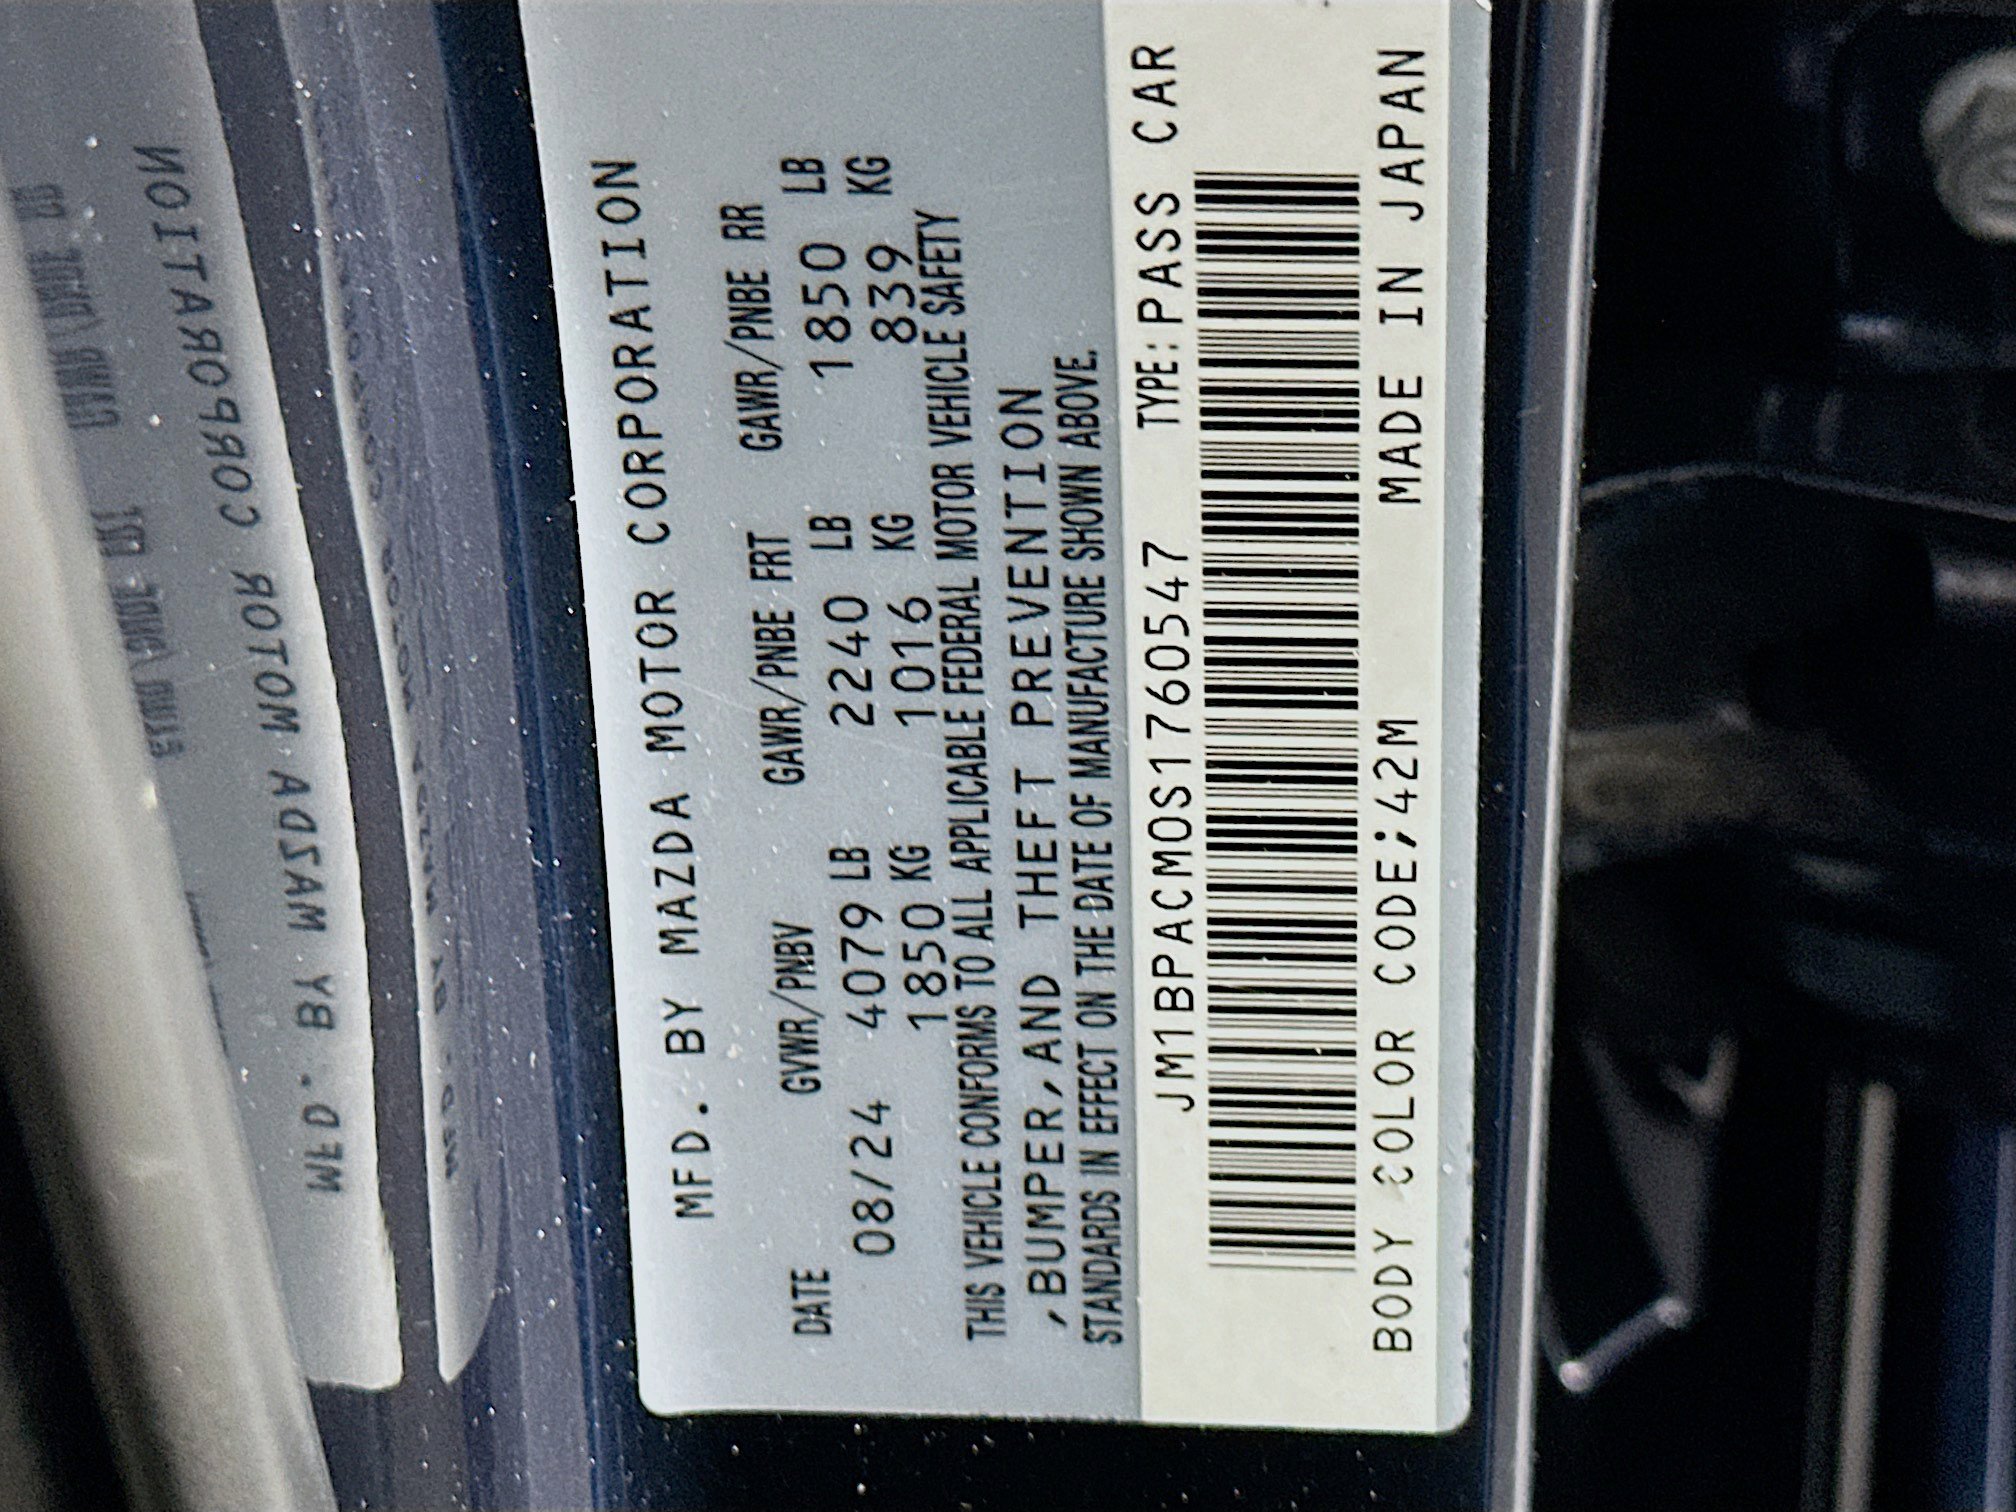 MFD. BY MAZDA MOTOR CORPORATION
DATE GVWR/PNBV GAWR/PNBE FRT GAWR/PNBE RR
08/24 4079 LB 2240 LB 1850 LB
1850 KG 1016 KG 839 KG
THIS VEHICLE CONFORMS TO ALL APPLICABLE FEDERAL MOTOR VEHICLE SAFETY
,BUMPER,AND THEFT PREVENTION
STANDARDS IN EFFECT ON THE DATE OF MANUFACTURE SHOWN ABOVE.
JM1BPACM0S1760547 TYPE:PASS CAR
BODY COLOR CODE;42M MADE IN JAPAN
MFD. BY MAZDA MOTOR CORPORATION